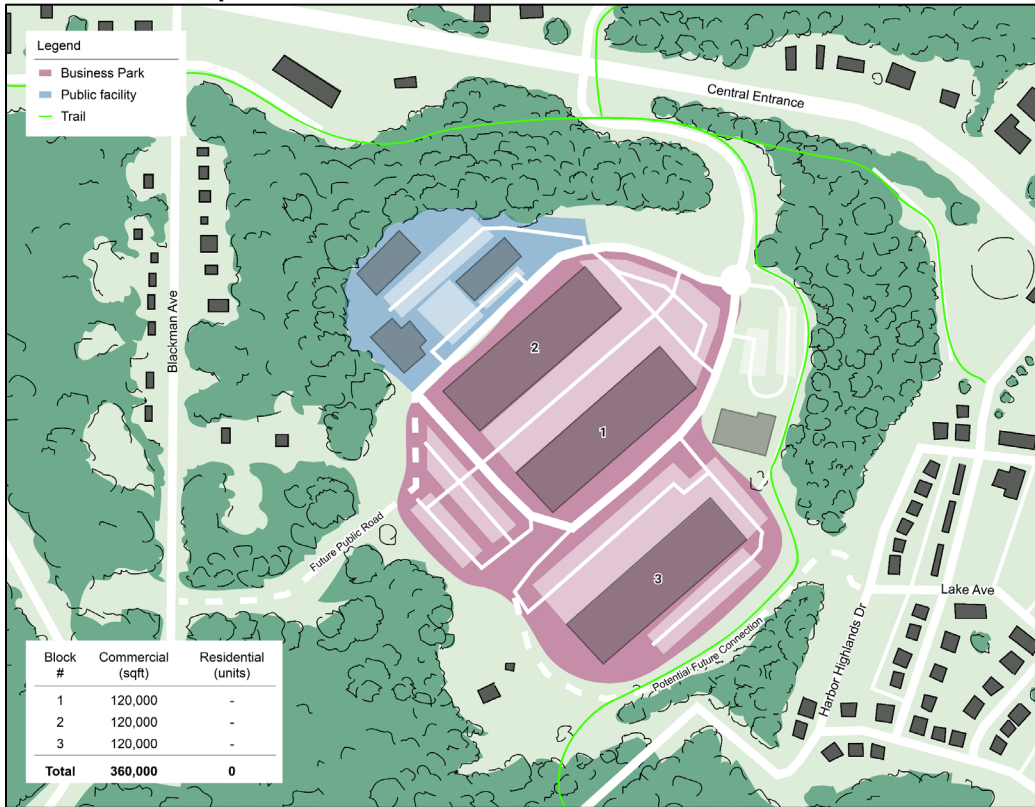 Legend
Business Park
Public facility
Trail
Central Entrance
Blackman Ave
2
1
3
Future Public Road
Lake Ave
Harbor Highlands Dr
Potential Future Connection
Block # Commercial (sqft) Residential (units)
1 120,000 -
2 120,000 -
3 120,000 -
Total 360,000 0